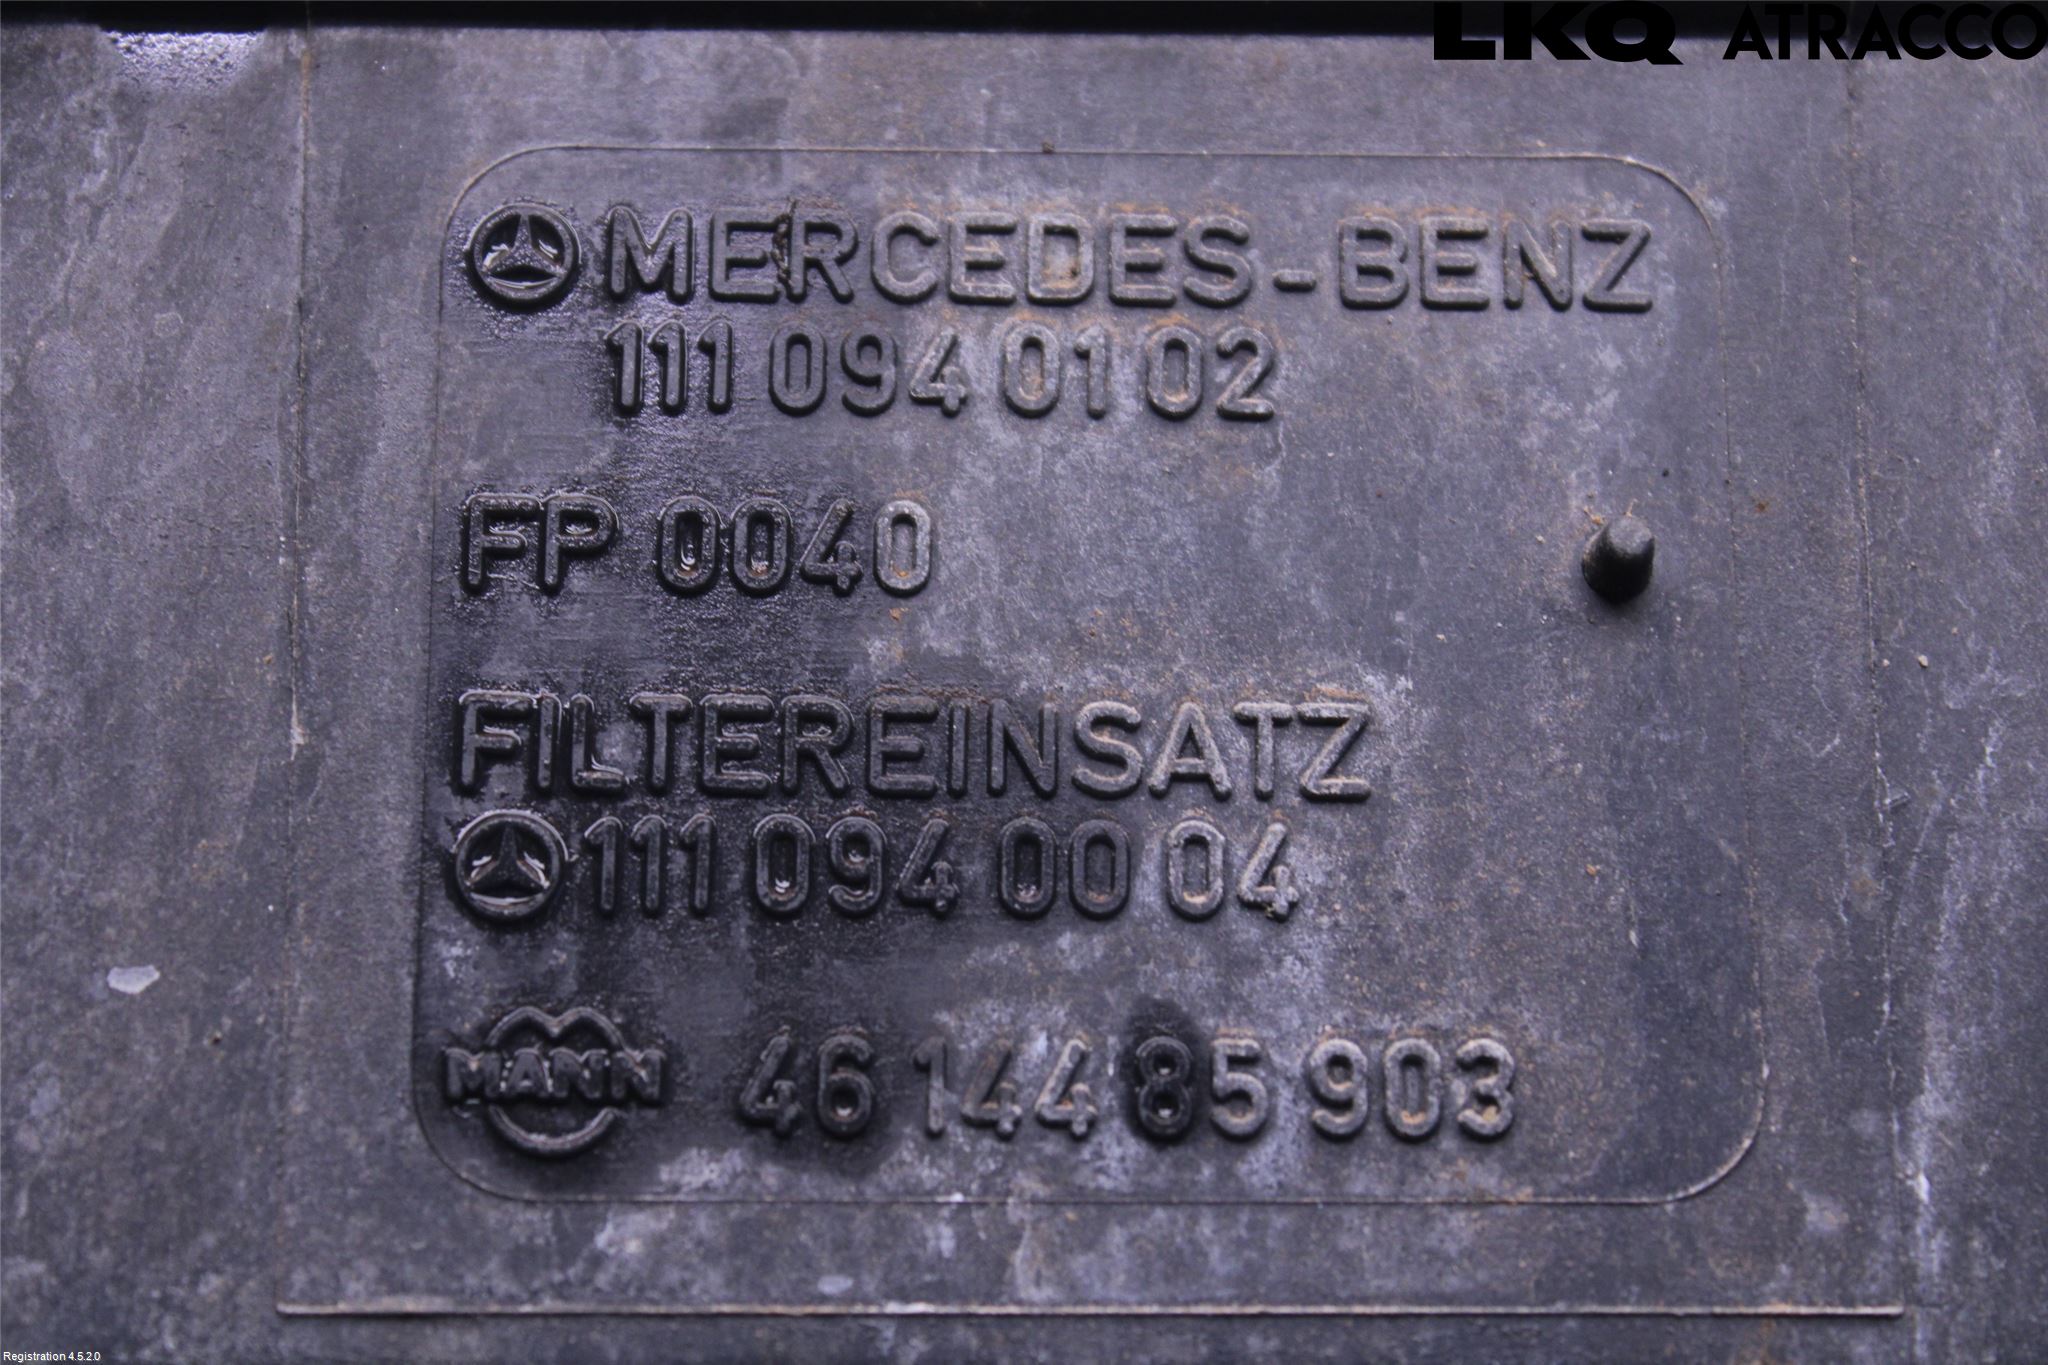 LKQ ATRACCO
MERCEDES-BENZ
111 094 01 02
FP 0040
FILTEREINSATZ
111 094 00 04
MANN 46 144 85 903
Registration 4.5.2.0